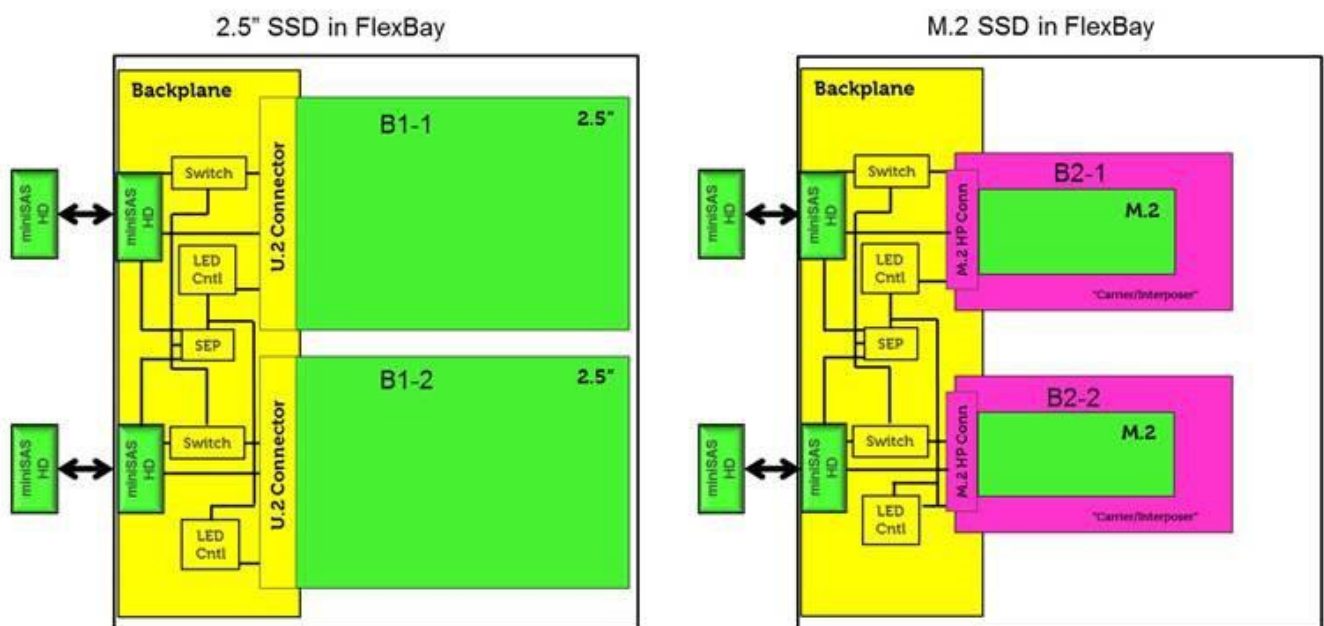 2.5” SSD in FlexBay
Backplane
B1-1
2.5"
Switch
miniSAS
HD
miniSAS
HD
U.2 Connector
LED
Cntl
SEP
B1-2
2.5"
Switch
miniSAS
HD
miniSAS
HD
U.2 Connector
LED
Cntl
M.2 SSD in FlexBay
Backplane
B2-1
Switch
M.2
miniSAS
HD
miniSAS
HD
M.2 HP Conn
LED
Cntl
"Carrier/Interposer"
SEP
B2-2
M.2
Switch
miniSAS
HD
miniSAS
HD
M.2 HP Conn
LED
Cntl
"Carrier/Interposer"